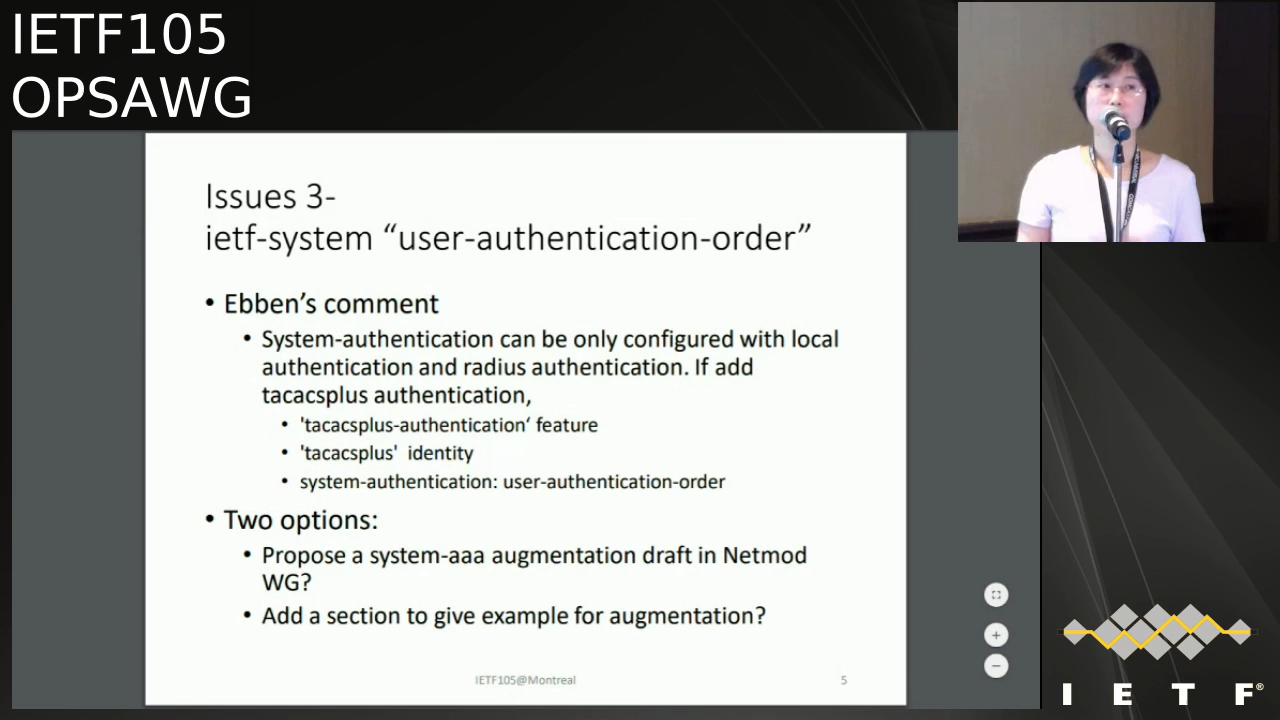 IETF105
OPSAWG
Issues 3-
ietf-system “user-authentication-order”
• Ebben’s comment
• System-authentication can be only configured with local
authentication and radius authentication. If add
tacacsplus authentication,
• 'tacacsplus-authentication‘ feature
• 'tacacsplus' identity
• system-authentication: user-authentication-order
• Two options:
• Propose a system-aaa augmentation draft in Netmod
WG?
• Add a section to give example for augmentation?
IETF105@Montreal
5
I E T F®